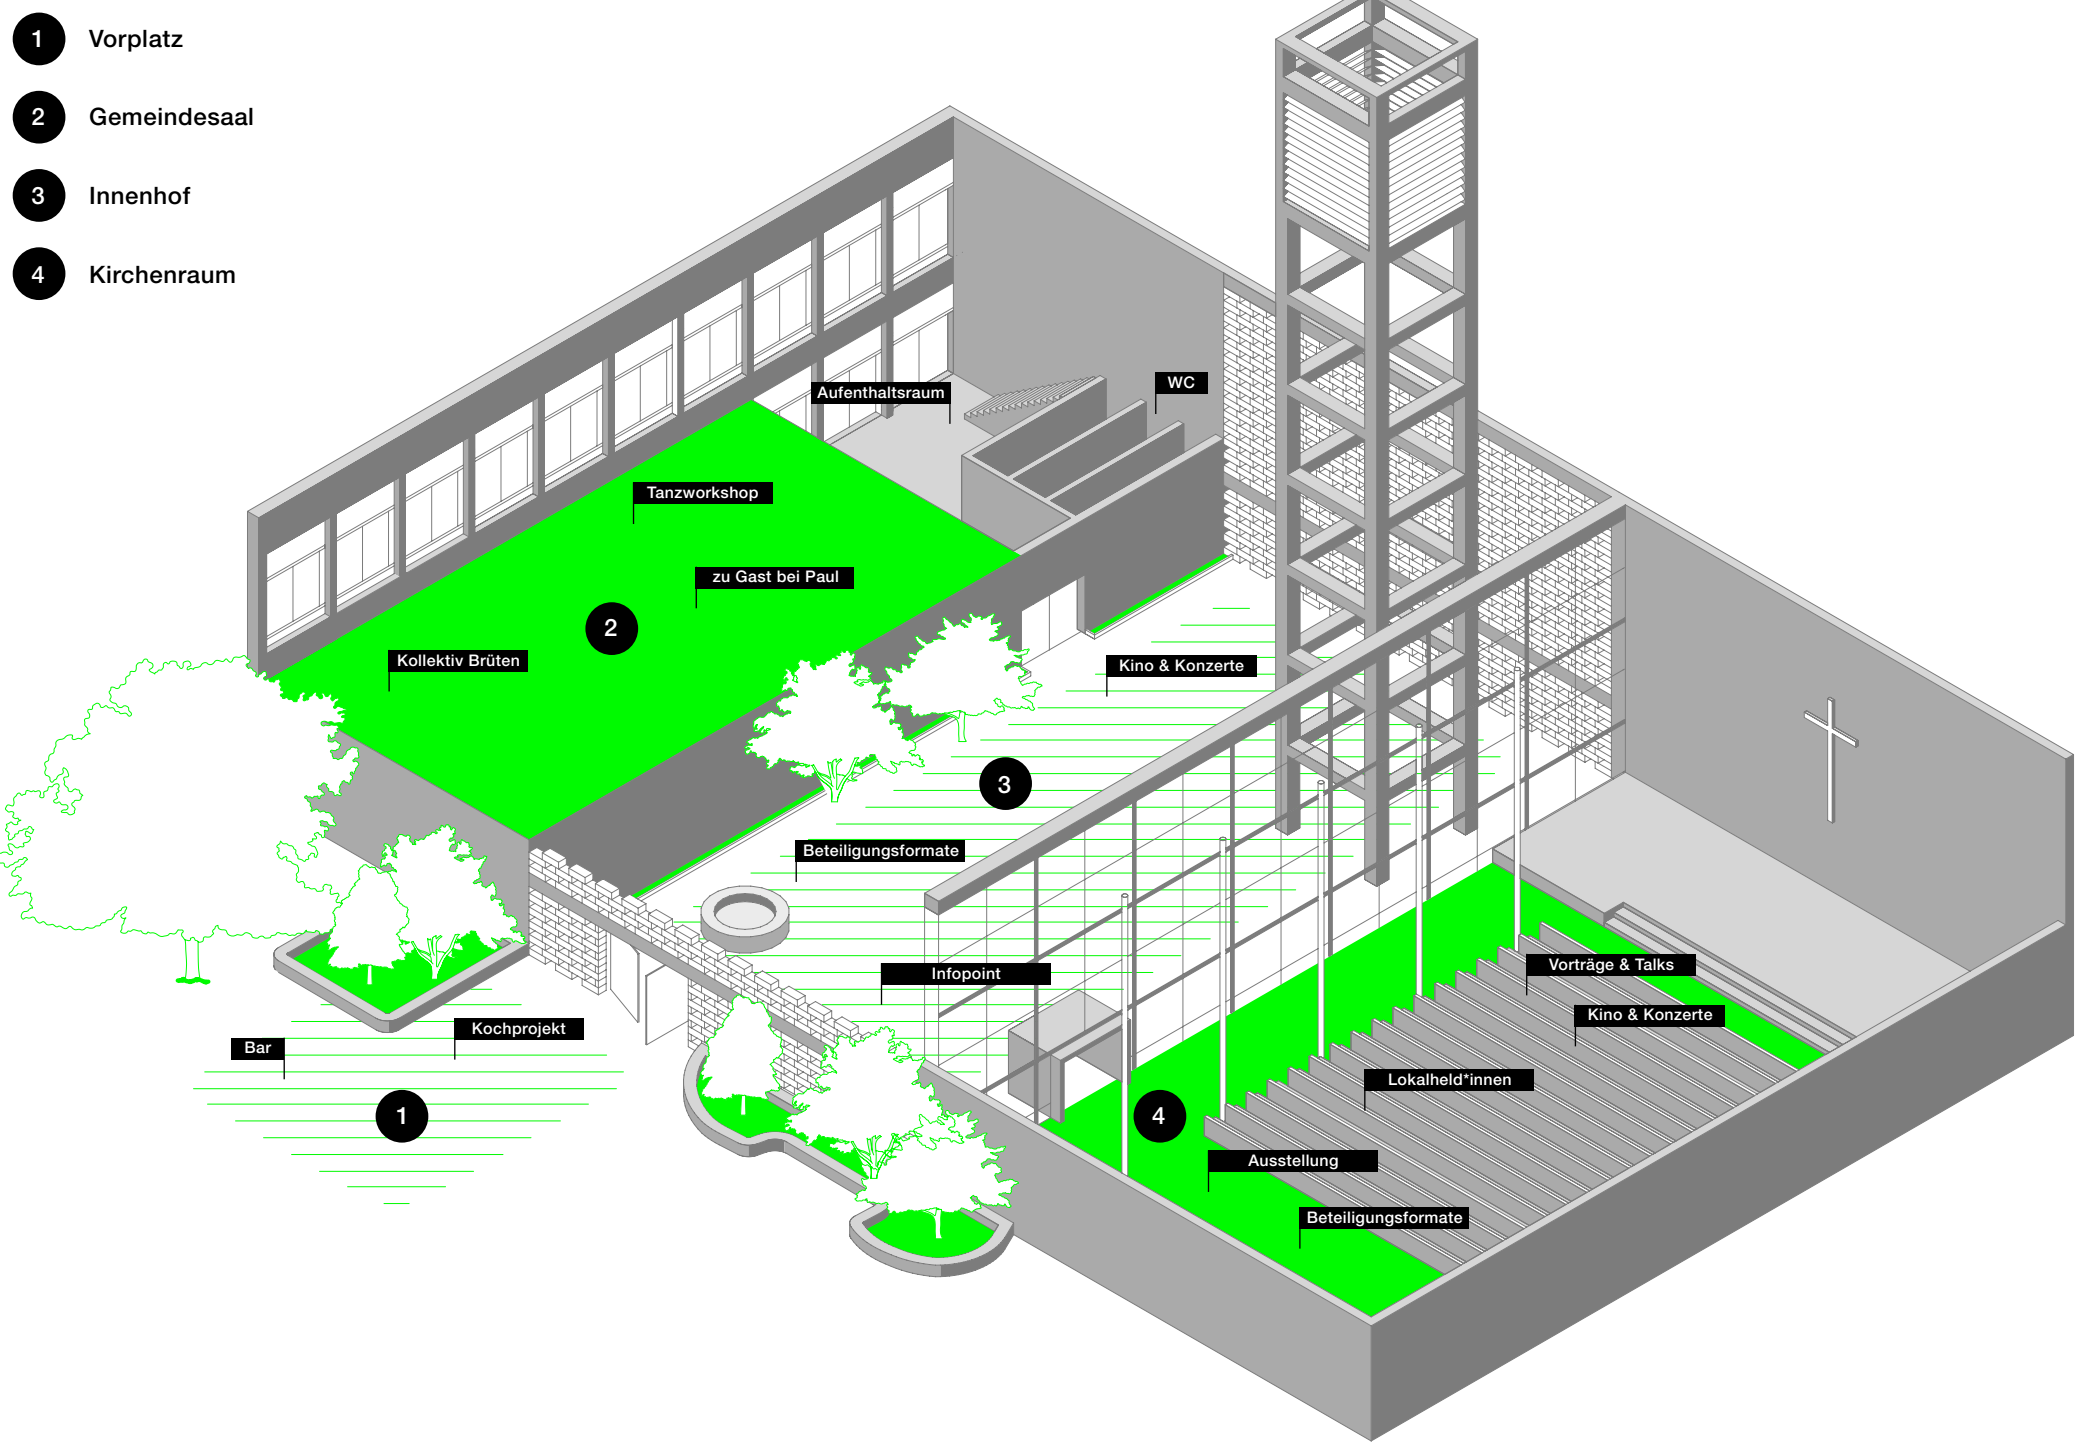 1 Vorplatz
2 Gemeindesaal
3 Innenhof
4 Kirchenraum
Aufenthaltsraum
WC
Tanzworkshop
zu Gast bei Paul
2
Kollektiv Brüten
Kino & Konzerte
3
Beteiligungsformate
Infopoint
Vorträge & Talks
Kino & Konzerte
Kochprojekt
Bar
Lokalheld*innen
1
4
Ausstellung
Beteiligungsformate